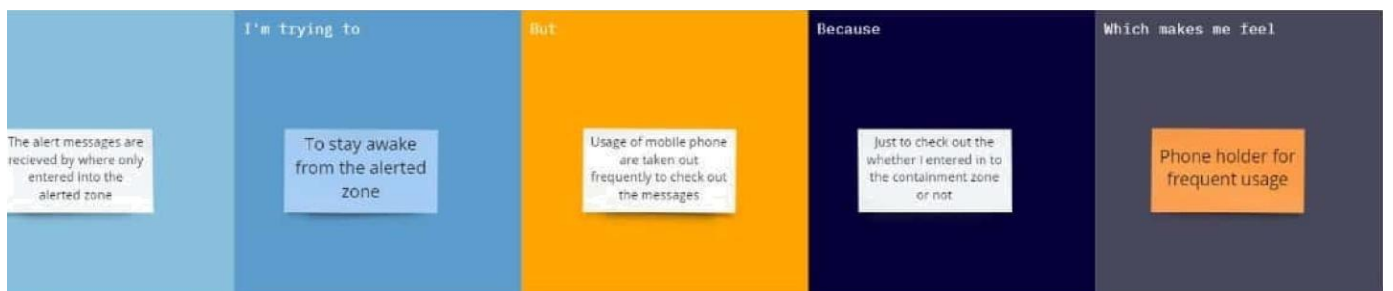 The alert messages are
recieved by where only
entered into the
alerted zone
I'm trying to
To stay awake
from the alerted
zone
But
Usage of mobile phone
are taken out
frequently to check out
the messages
Because
Just to check out the
whether I entered in to
the containment zone
or not
Which makes me feel
Phone holder for
frequent usage